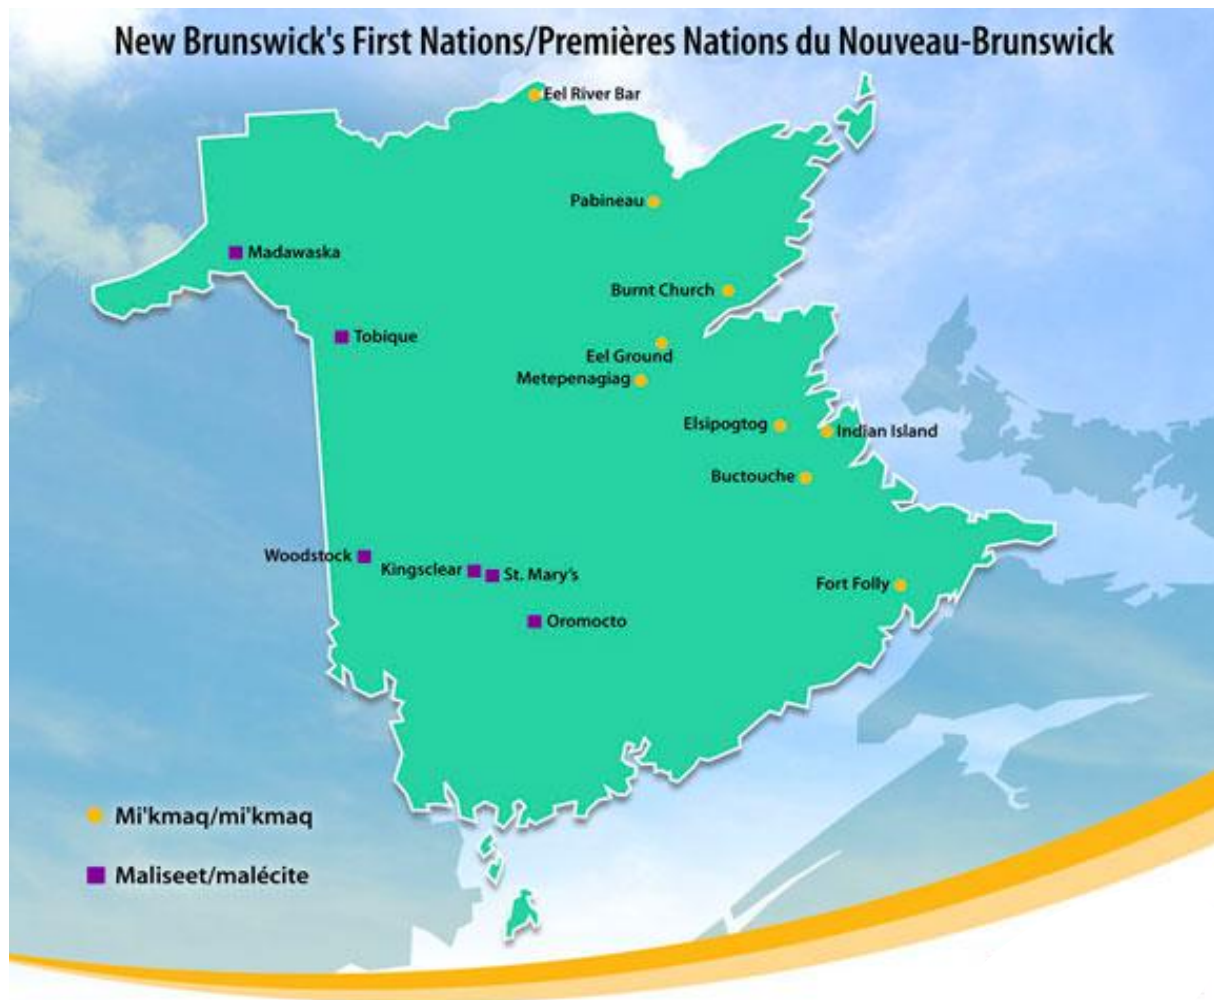 New Brunswick's First Nations/Premières Nations du Nouveau-Brunswick
Eel River Bar
Pabineau
Madawaska
Burnt Church
Tobique
Eel Ground
Metepenagiag
Elsipogtog
Indian Island
Buctouche
Woodstock
Kingsclear
St. Mary's
Fort Folly
Oromocto
Mi'kmaq/mi'kmaq
Maliseet/malécite